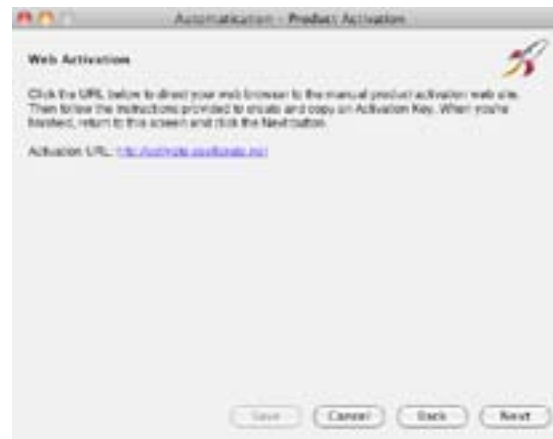 Automatication - Product Activation
Web Activation
Click the URL below to direct your web browser to the manual product activation web site.
Then follow the instructions provided to create and copy an Activation Key. When you're
finished, return to this screen and click the Next button.
Activation URL:
Save Cancel Back Next